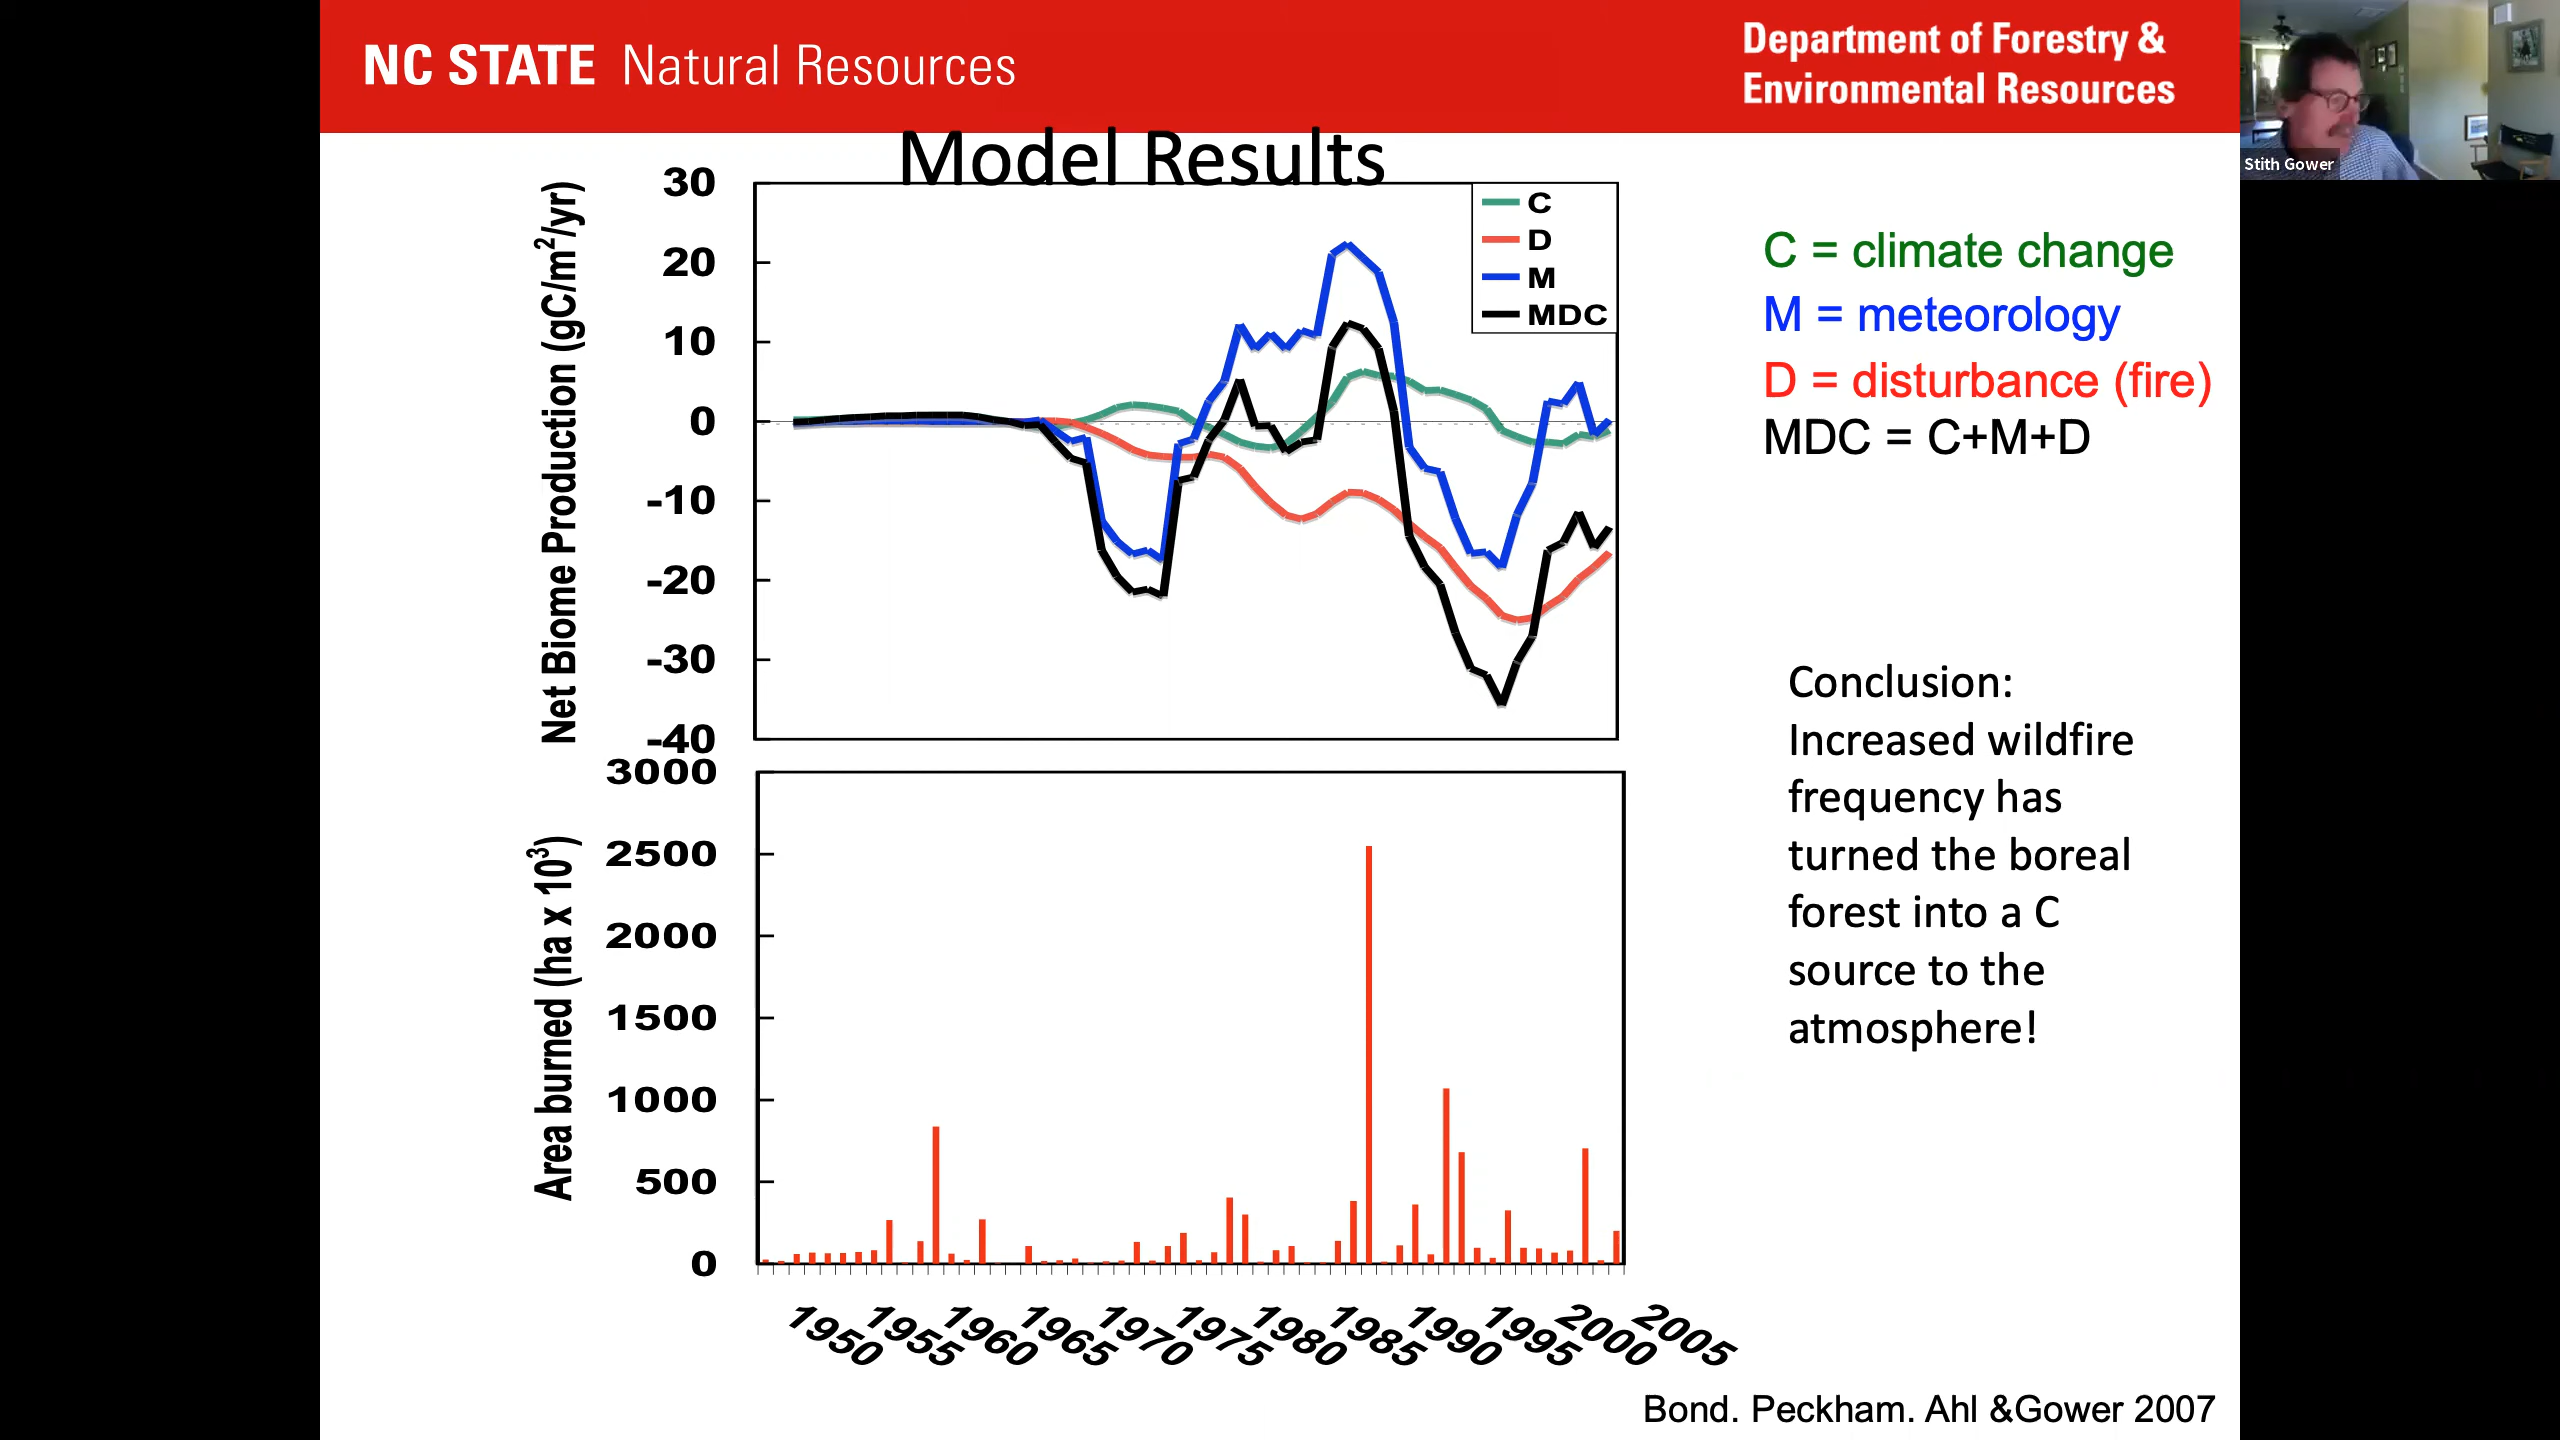 NC STATE Natural Resources
Department of Forestry &
Environmental Resources
Stith Gower
Model Results
Net Biome Production (gC/m²/yr)
30
20
10
0
-10
-20
-30
-40
C
D
M
MDC
C = climate change
M = meteorology
D = disturbance (fire)
MDC = C+M+D
Conclusion:
Increased wildfire
frequency has
turned the boreal
forest into a C
source to the
atmosphere!
Area burned (ha x 10³)
3000
2500
2000
1500
1000
500
0
1950 1955 1960 1965 1970 1975 1980 1985 1990 1995 2000 2005
Bond. Peckham. Ahl &Gower 2007